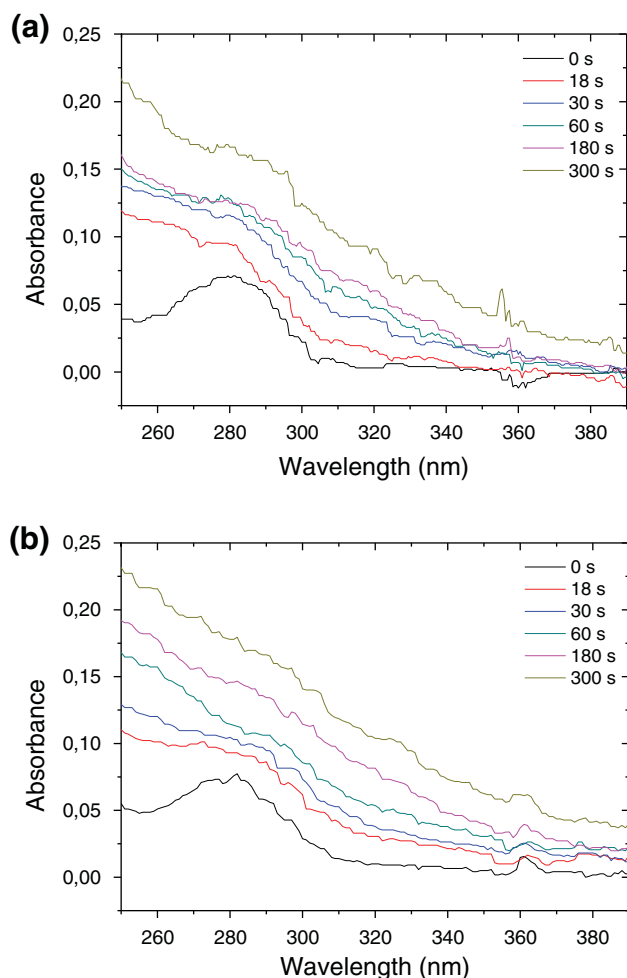 (a)
0,25
0,20
0,15
0,10
0,05
0,00
Absorbance
0 s
18 s
30 s
60 s
180 s
300 s
260 280 300 320 340 360 380
Wavelength (nm)
(b)
0,25
0,20
0,15
0,10
0,05
0,00
Absorbance
0 s
18 s
30 s
60 s
180 s
300 s
260 280 300 320 340 360 380
Wavelength (nm)